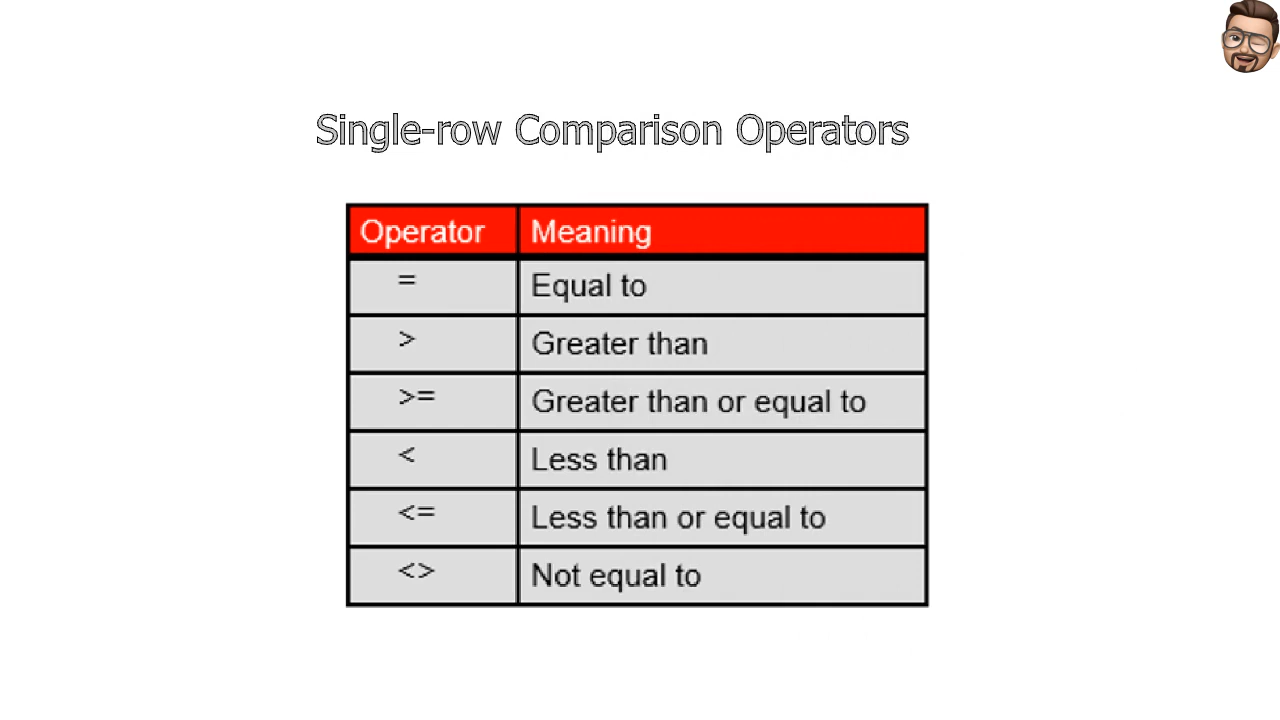 Single-row Comparison Operators
Operator Meaning
= Equal to
> Greater than
>= Greater than or equal to
< Less than
<= Less than or equal to
<> Not equal to